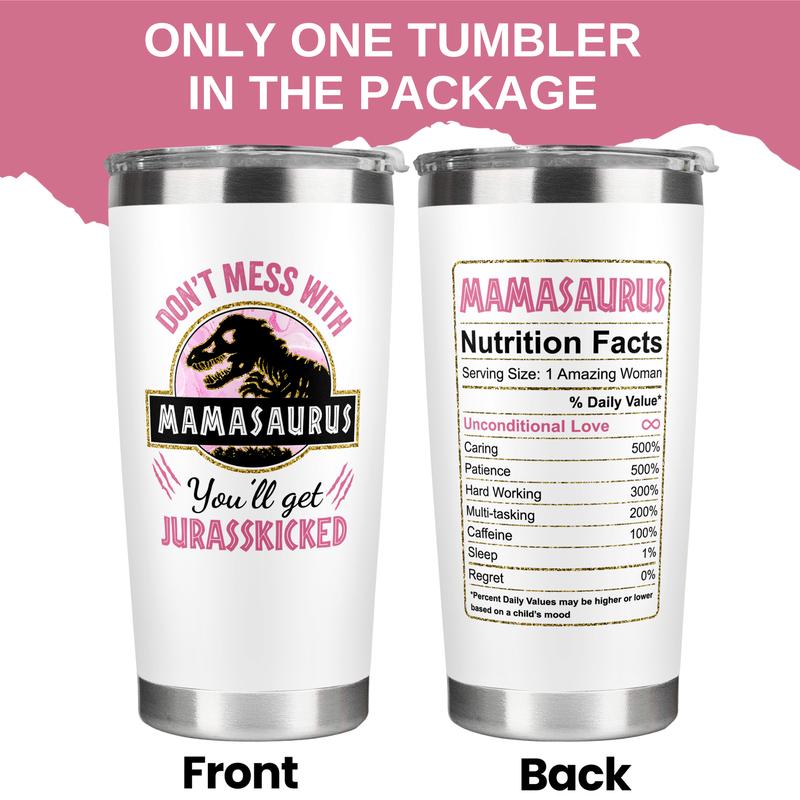 ONLY ONE TUMBLER
IN THE PACKAGE
DON'T MESS WITH
MAMASAURUS
You'll get
JURASSKICKED
MAMASAURUS
Nutrition Facts
Serving Size: 1 Amazing Woman
% Daily Value*
Unconditional Love ∞
Caring 500%
Patience 500%
Hard Working 300%
Multi-tasking 200%
Caffeine 100%
Sleep 1%
Regret 0%
*Percent Daily Values may be higher or lower
based on a child's mood
Front
Back